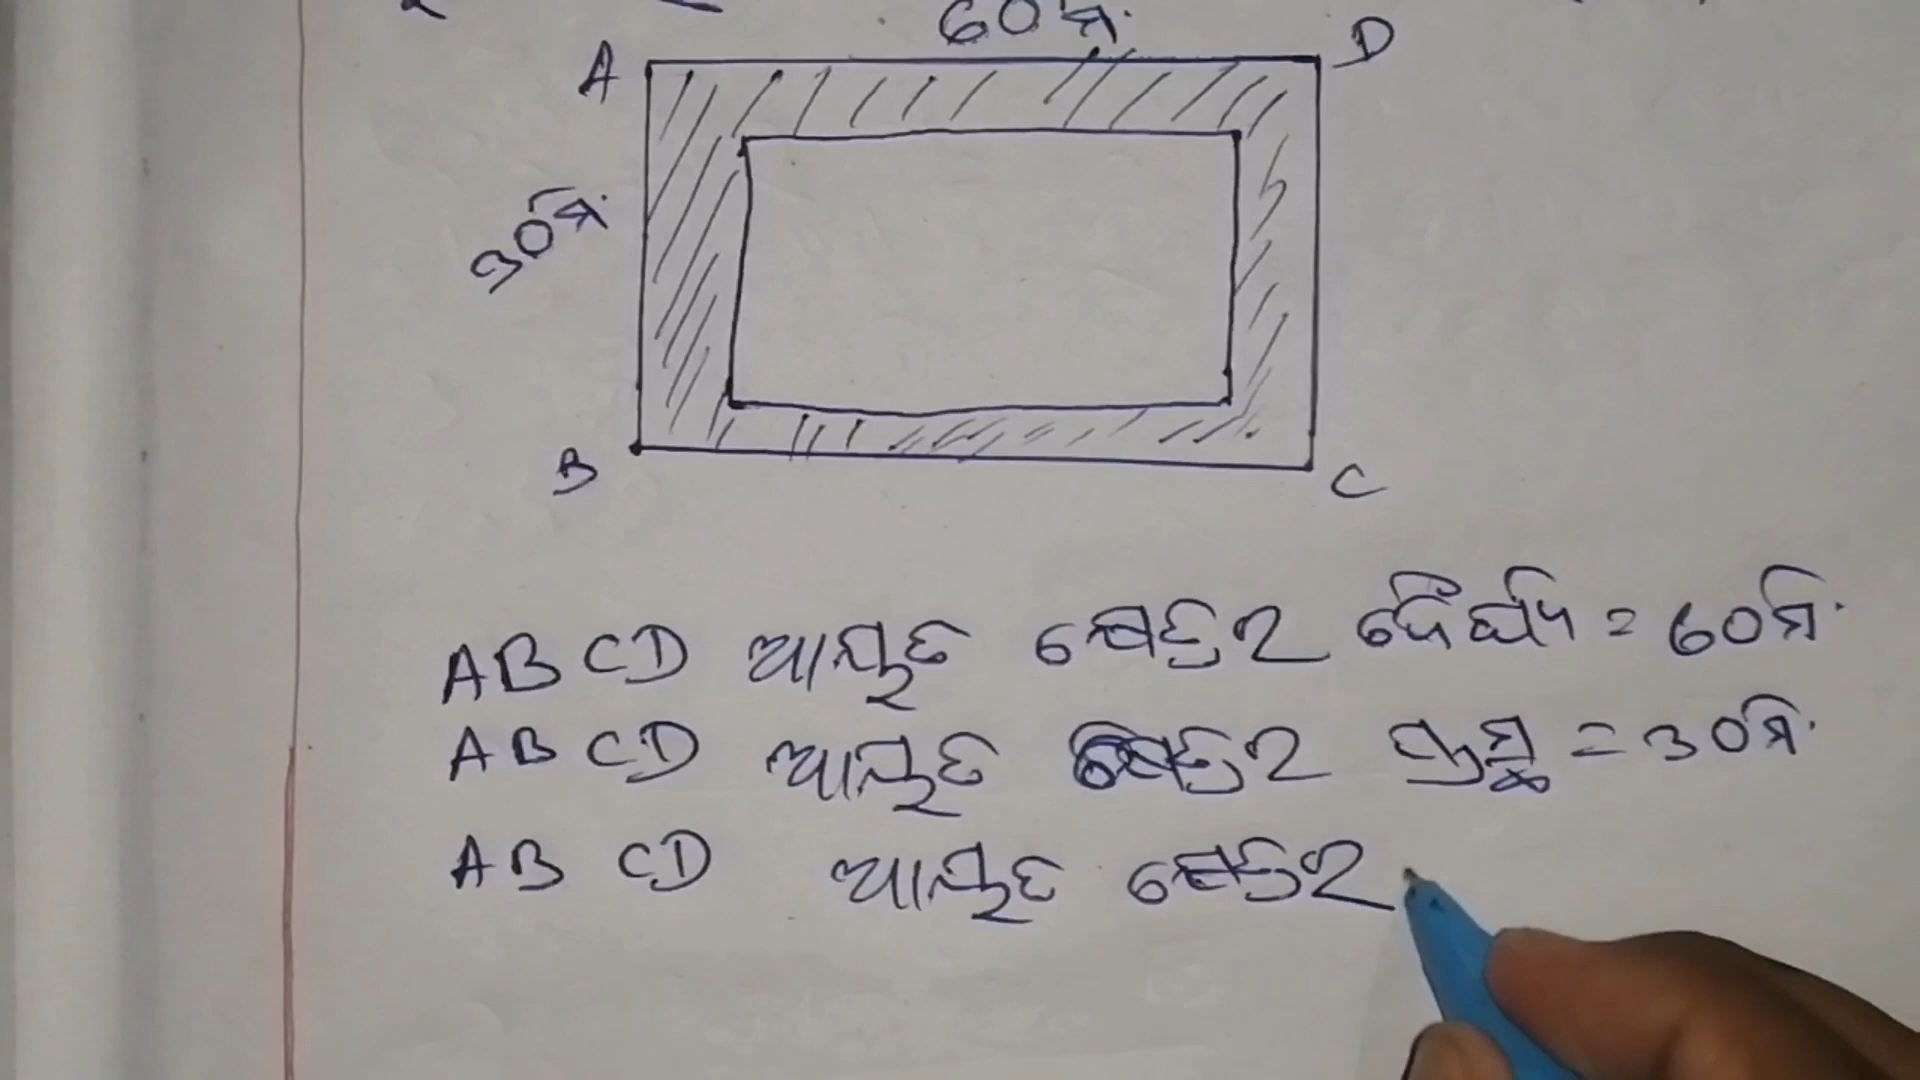 60ମି.
A D
30ମି.
B C
ABCD ଆୟତ କ୍ଷେତ୍ରର ଦୈର୍ଘ୍ୟ = 60ମି.
ABCD ଆୟତ କ୍ଷେତ୍ରର ପ୍ରସ୍ଥ = 30ମି.
ABCD ଆୟତ କ୍ଷେତ୍ରର